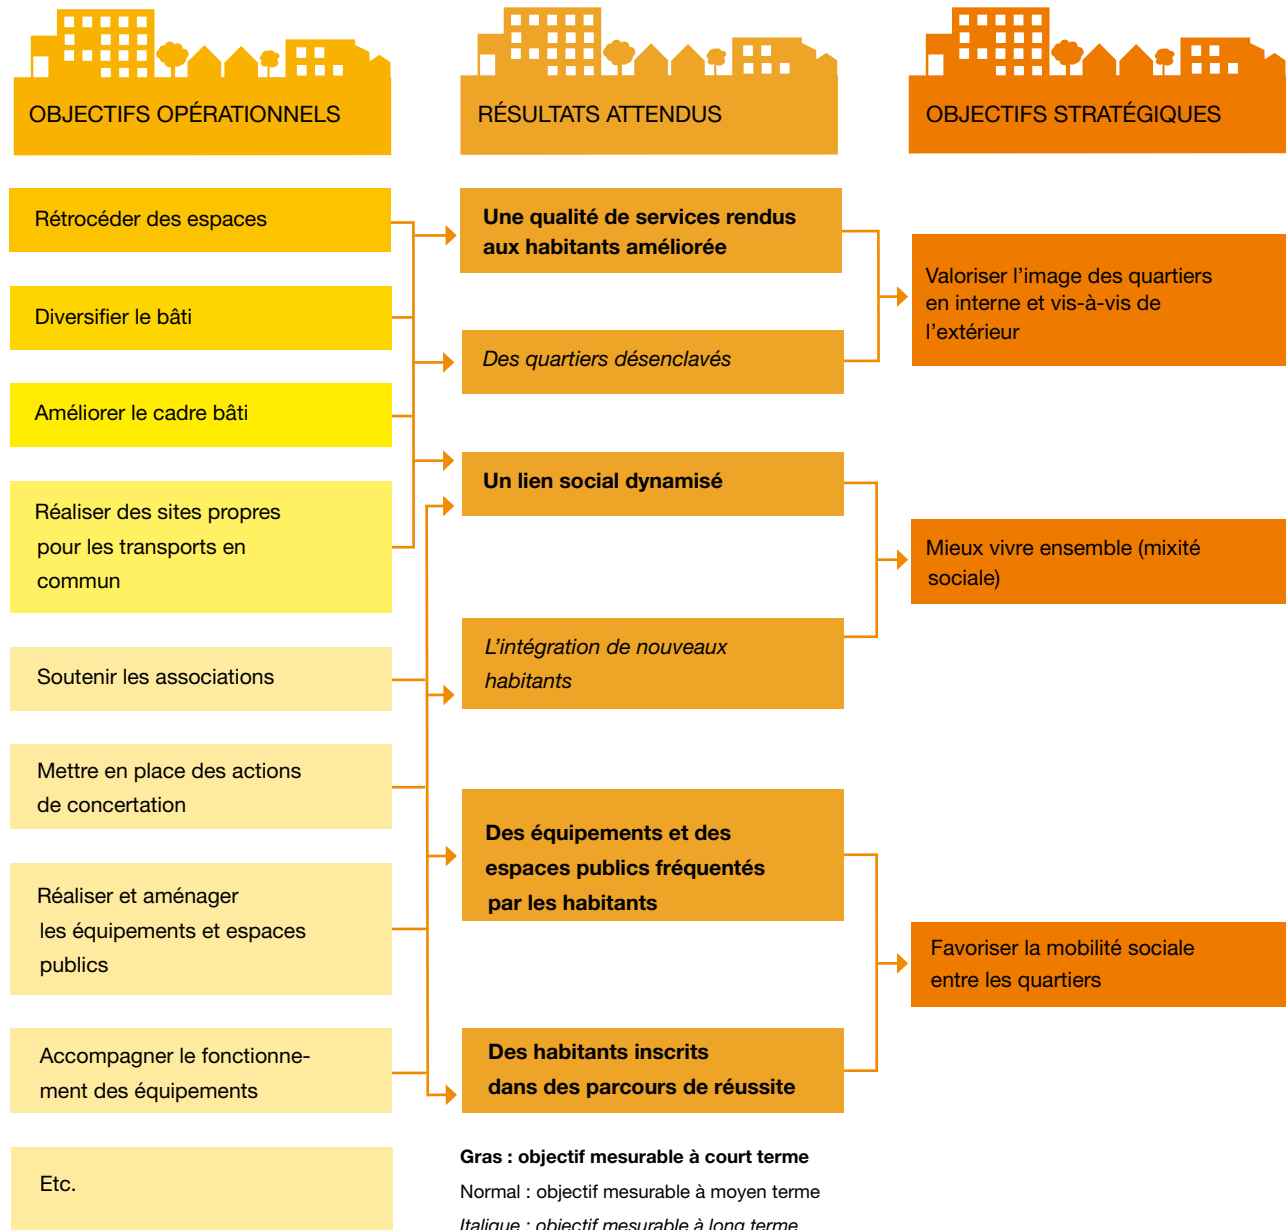 OBJECTIFS OPÉRATIONNELS
Rétrocéder des espaces
Diversifier le bâti
Améliorer le cadre bâti
Réaliser des sites propres
pour les transports en
commun
Soutenir les associations
Mettre en place des actions
de concertation
Réaliser et aménager
les équipements et espaces
publics
Accompagner le fonctionne-
ment des équipements
Etc.
RÉSULTATS ATTENDUS
Une qualité de services rendus
aux habitants améliorée
Des quartiers désenclavés
Un lien social dynamisé
L’intégration de nouveaux
habitants
Des équipements et des
espaces publics fréquentés
par les habitants
Des habitants inscrits
dans des parcours de réussite
Gras : objectif mesurable à court terme
Normal : objectif mesurable à moyen terme
Italique : objectif mesurable à long terme
OBJECTIFS STRATÉGIQUES
Valoriser l’image des quartiers
en interne et vis-à-vis de
l’extérieur
Mieux vivre ensemble (mixité
sociale)
Favoriser la mobilité sociale
entre les quartiers